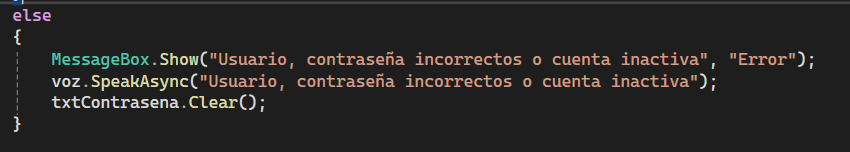 else
{
MessageBox.Show("Usuario, contraseña incorrectos o cuenta inactiva", "Error");
voz.SpeakAsync("Usuario, contraseña incorrectos o cuenta inactiva");
txtContrasena.Clear();
}